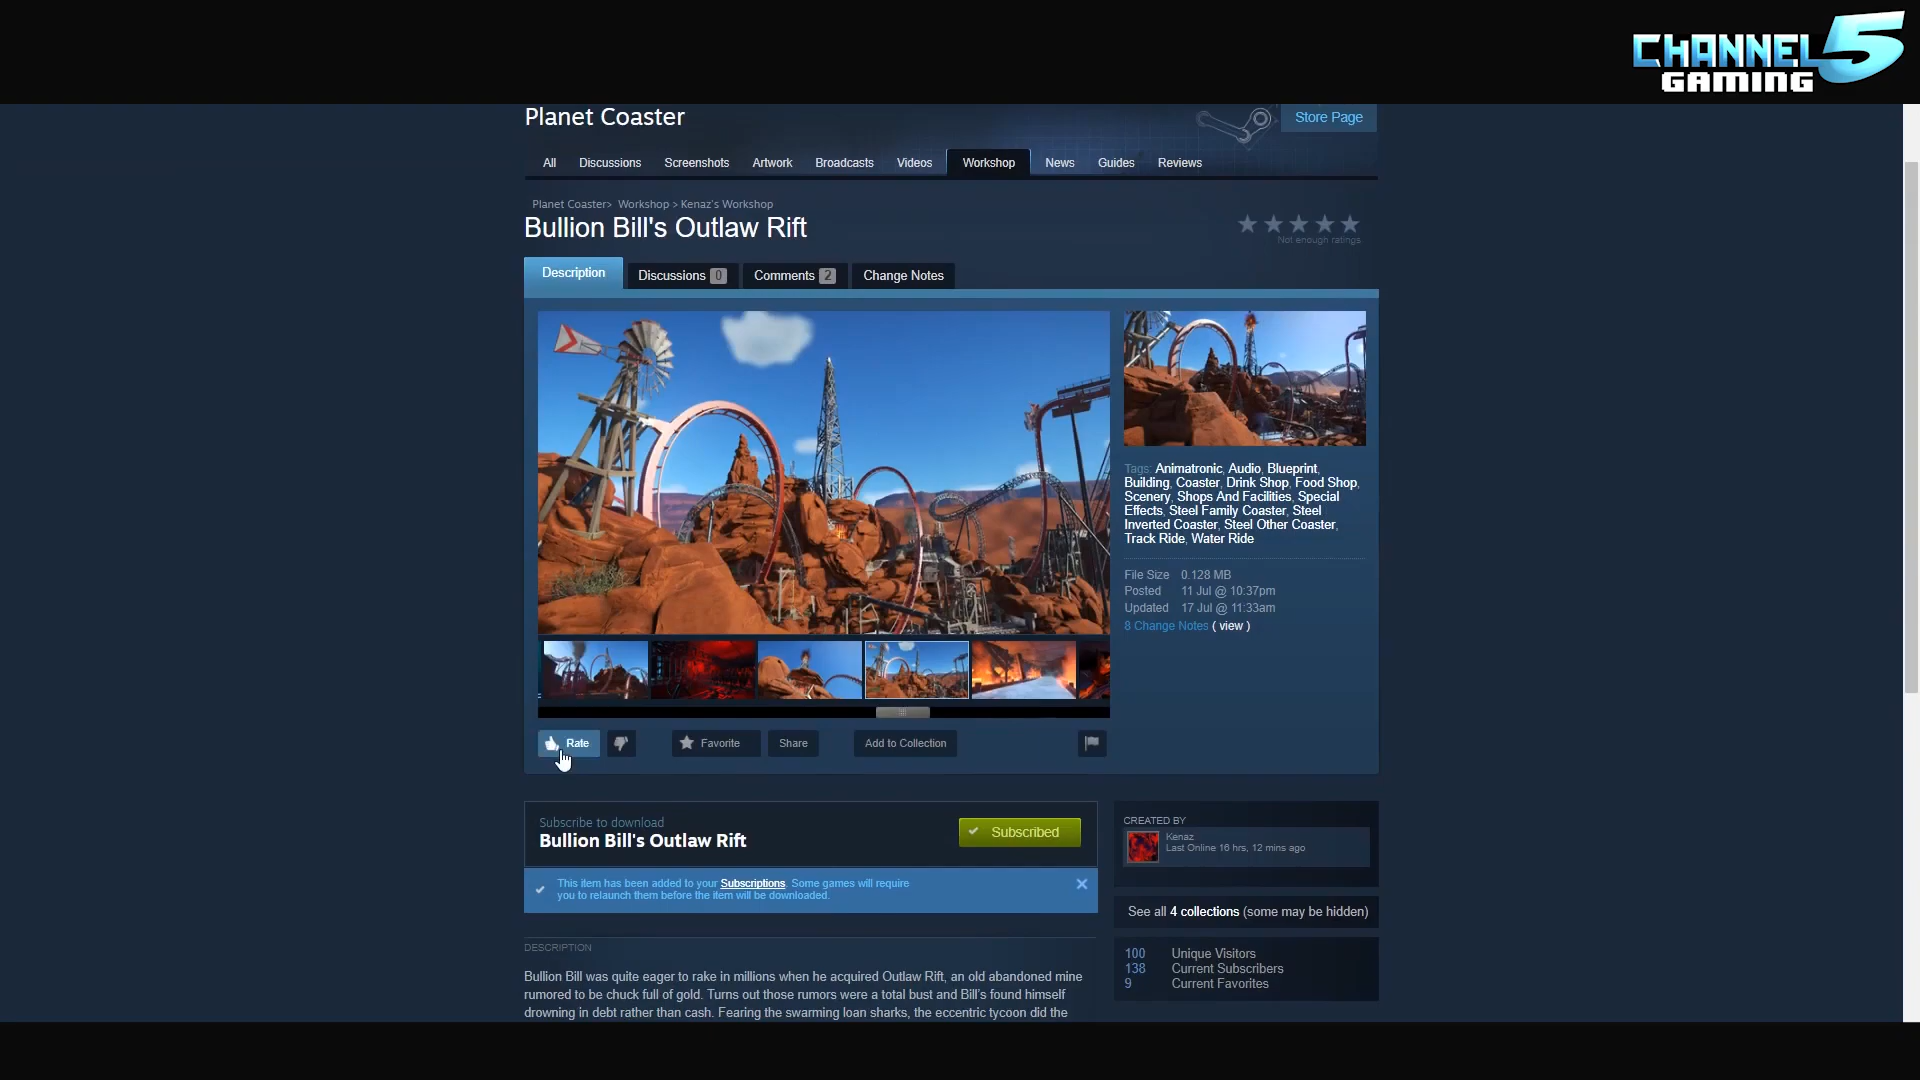 CHANNEL 5
GAMING
Planet Coaster
Store Page
All Discussions Screenshots Artwork Broadcasts Videos Workshop News Guides Reviews
Planet Coaster> Workshop > Kenaz's Workshop
Bullion Bill's Outlaw Rift
Not enough ratings
Description Discussions 0 Comments 2 Change Notes
Tags: Animatronic, Audio, Blueprint,
Building, Coaster, Drink Shop, Food Shop,
Scenery, Shops And Facilities, Special
Effects, Steel Family Coaster, Steel
Inverted Coaster, Steel Other Coaster,
Track Ride, Water Ride
File Size 0.128 MB
Posted 11 Jul @ 10:37pm
Updated 17 Jul @ 11:33am
8 Change Notes ( view )
Rate Favorite Share Add to Collection
Subscribe to download
Bullion Bill's Outlaw Rift
Subscribed
This item has been added to your Subscriptions. Some games will require
you to relaunch them before the item will be downloaded.
CREATED BY
Kenaz
Last Online 16 hrs, 12 mins ago
See all 4 collections (some may be hidden)
100 Unique Visitors
138 Current Subscribers
9 Current Favorites
DESCRIPTION
Bullion Bill was quite eager to rake in millions when he acquired Outlaw Rift, an old abandoned mine
rumored to be chuck full of gold. Turns out those rumors were a total bust and Bill's found himself
drowning in debt rather than cash. Fearing the swarming loan sharks, the eccentric tycoon did the